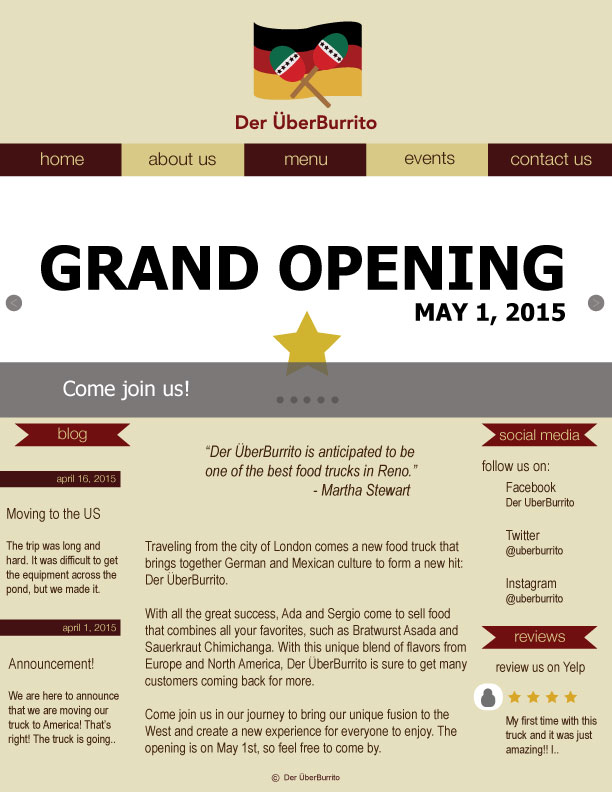 Der ÜberBurrito
home about us menu events contact us
GRAND OPENING
MAY 1, 2015
Come join us!
blog
april 16, 2015
Moving to the US
The trip was long and
hard. It was difficult to get
the equipment across the
pond, but we made it.
april 1, 2015
Announcement!
We are here to announce
that we are moving our
truck to America! That's
right! The truck is going..
“Der ÜberBurrito is anticipated to be
one of the best food trucks in Reno.”
- Martha Stewart
Traveling from the city of London comes a new food truck that
brings together German and Mexican culture to form a new hit:
Der ÜberBurrito.
With all the great success, Ada and Sergio come to sell food
that combines all your favorites, such as Bratwurst Asada and
Sauerkraut Chimichanga. With this unique blend of flavors from
Europe and North America, Der ÜberBurrito is sure to get many
customers coming back for more.
Come join us in our journey to bring our unique fusion to the
West and create a new experience for everyone to enjoy. The
opening is on May 1st, so feel free to come by.
social media
follow us on:
Facebook
Der ÜberBurrito
Twitter
@uberburrito
Instagram
@uberburrito
reviews
review us on Yelp
My first time with this
truck and it was just
amazing!! I..
© Der ÜberBurrito